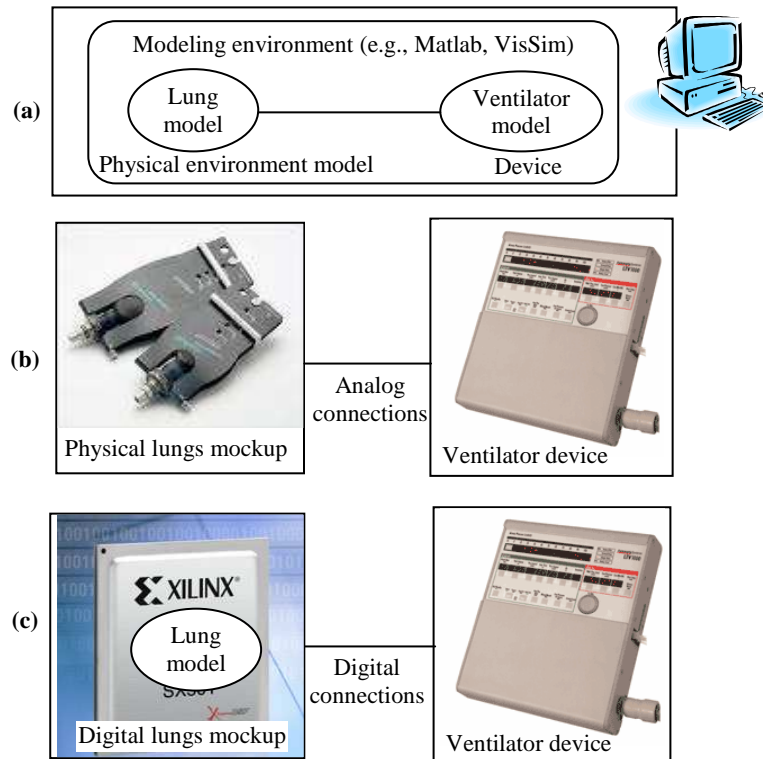 (a)
Modeling environment (e.g., Matlab, VisSim)
Lung
model
Ventilator
model
Physical environment model
Device
(b)
Physical lungs mockup
Analog
connections
Ventilator device
(c)
XILINX®
Lung
model
Digital lungs mockup
Digital
connections
Ventilator device